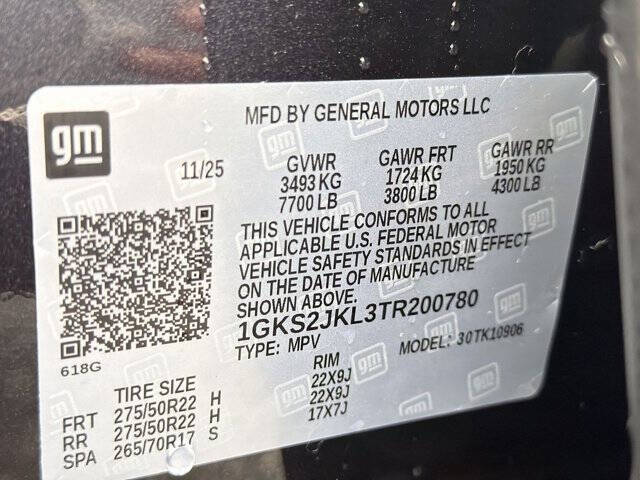 gm
MFD BY GENERAL MOTORS LLC
11/25 GVWR GAWR FRT GAWR RR
3493 KG 1724 KG 1950 KG
7700 LB 3800 LB 4300 LB
THIS VEHICLE CONFORMS TO ALL
APPLICABLE U.S. FEDERAL MOTOR
VEHICLE SAFETY STANDARDS IN EFFECT
ON THE DATE OF MANUFACTURE
SHOWN ABOVE.
1GKS2JKL3TR200780
618G
TYPE: MPV MODEL: 30TK10906
TIRE SIZE RIM
FRT 275/50R22 H 22X9J
RR 275/50R22 H 22X9J
SPA 265/70R17 S 17X7J